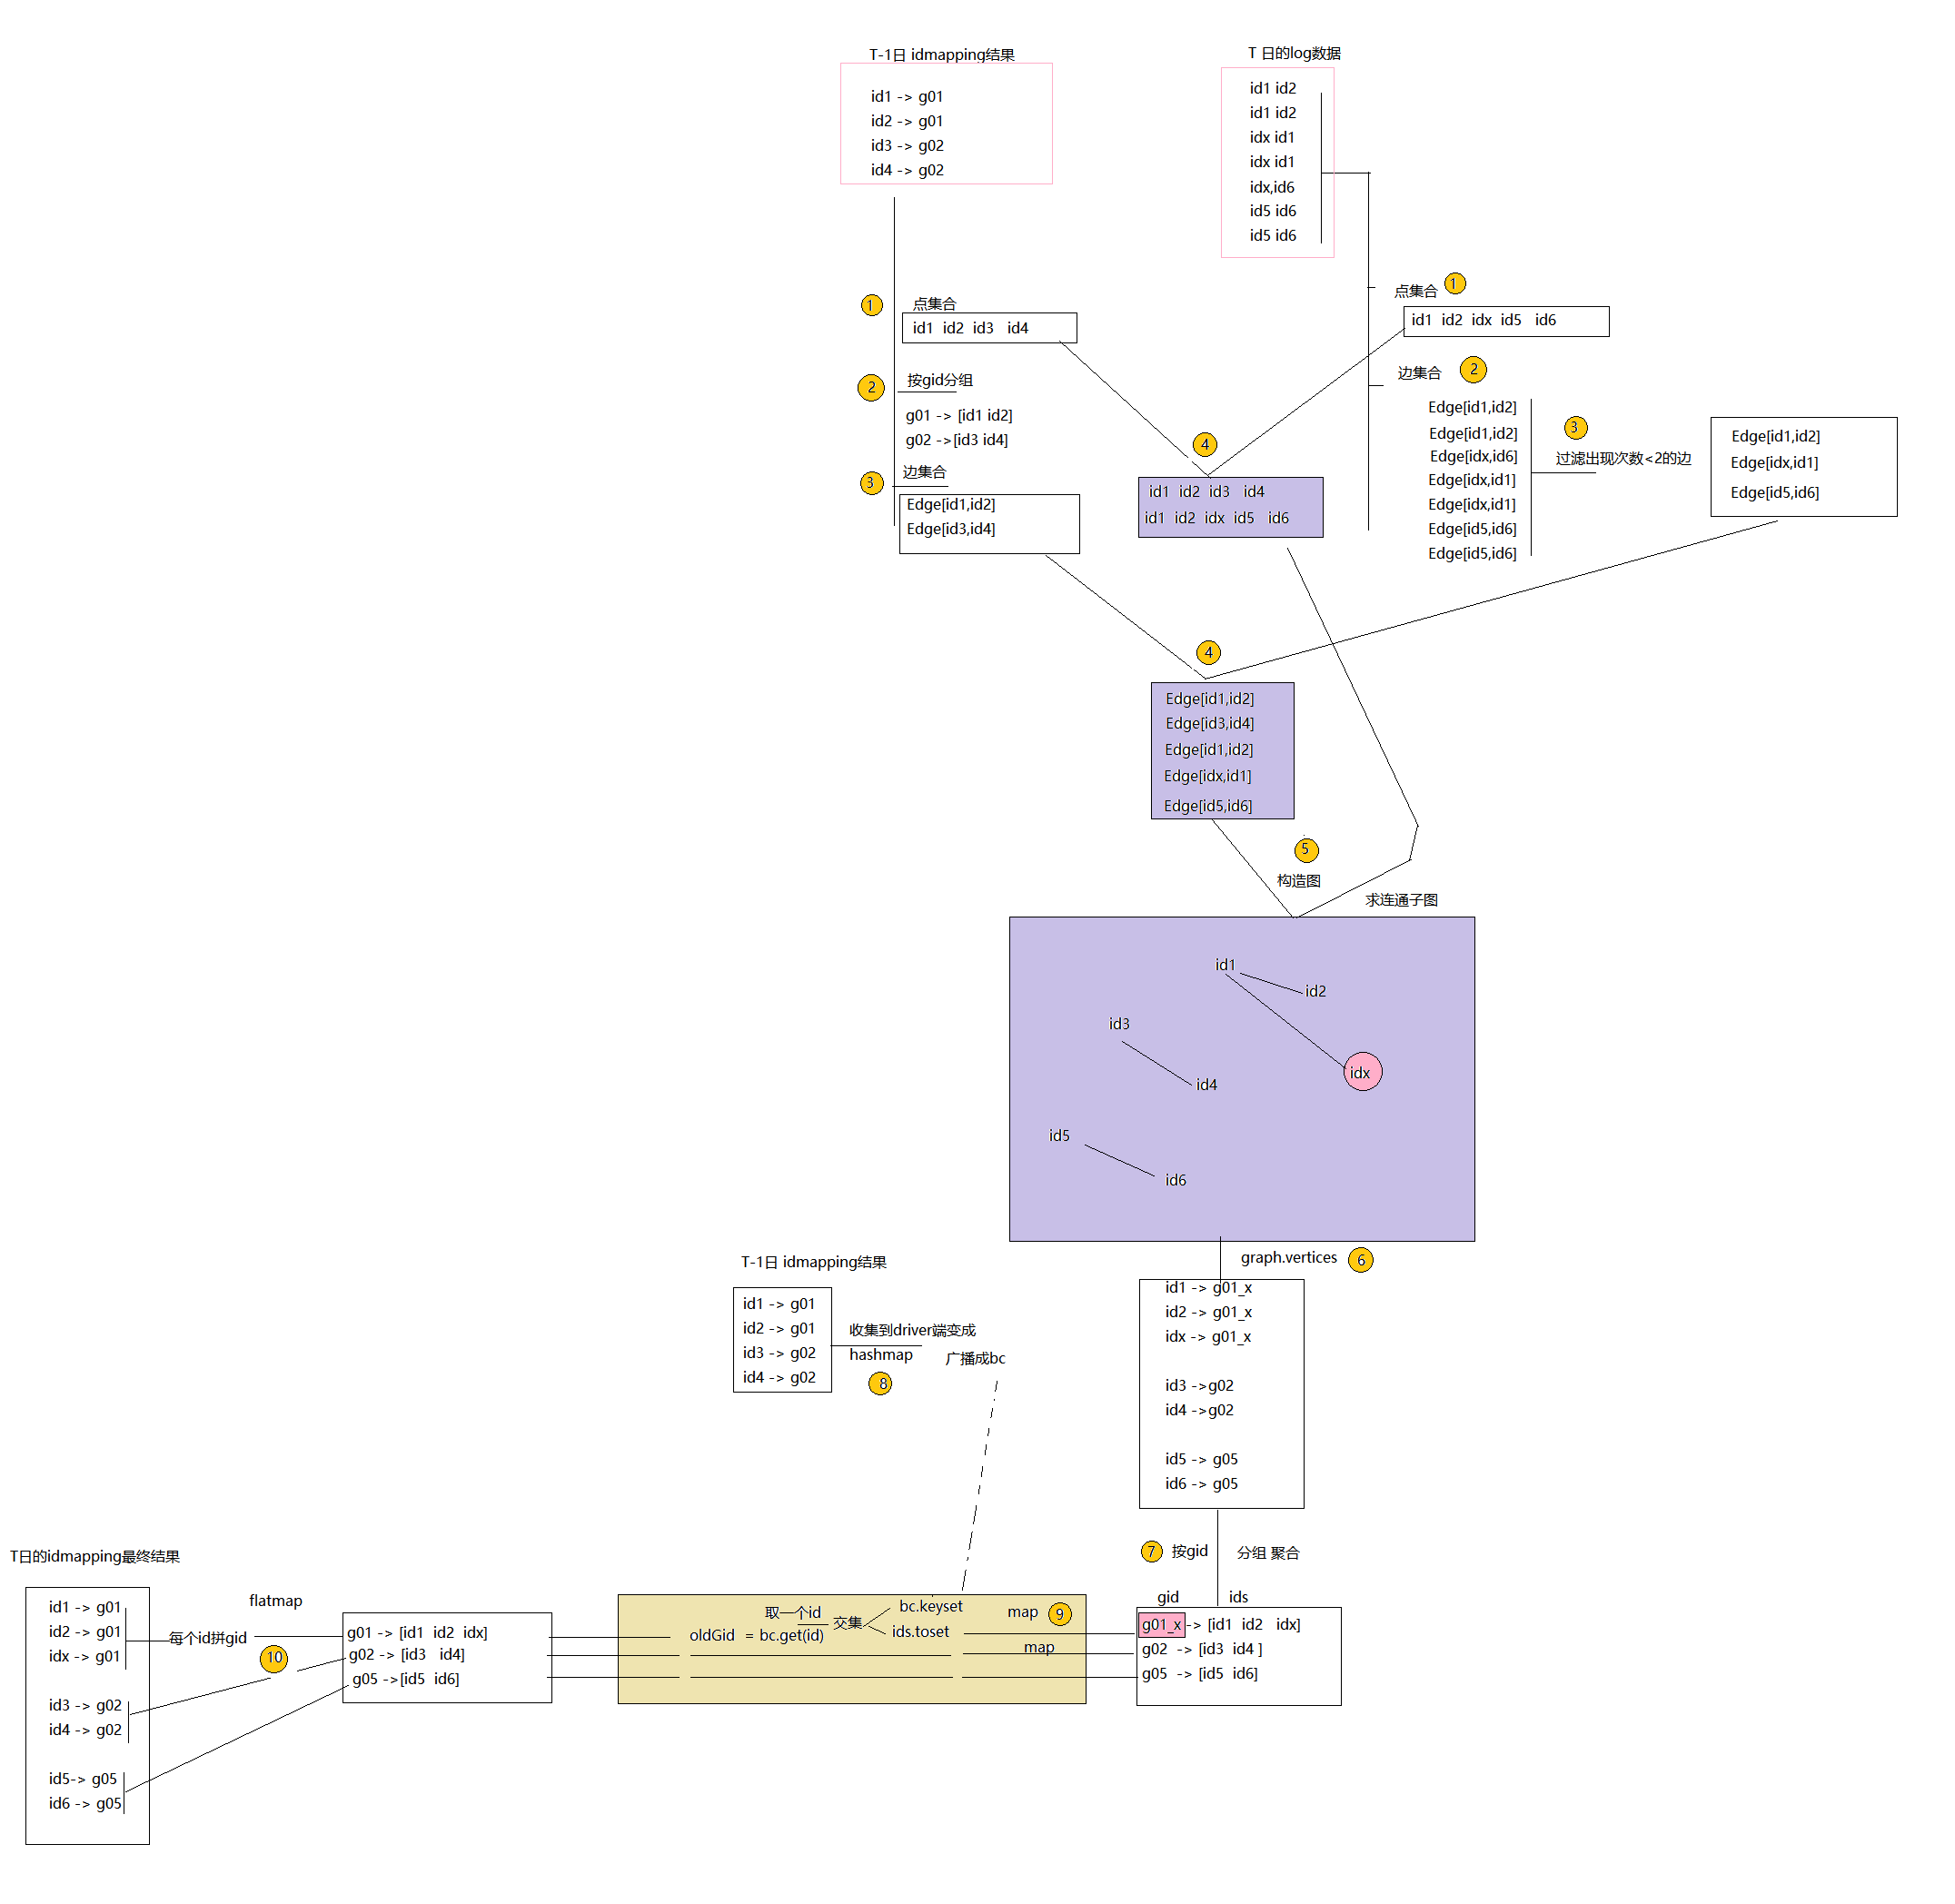 T-1日 idmapping结果
id1 -> g01
id2 -> g01
id3 -> g02
id4 -> g02
T 日的log数据
id1 id2
id1 id2
idx id1
idx id1
idx,id6
id5 id6
id5 id6
1
点集合
id1 id2 id3 id4
2
按gid分组
g01 -> [id1 id2]
g02 ->[id3 id4]
3
边集合
Edge[id1,id2]
Edge[id3,id4]
点集合
1
id1 id2 idx id5 id6
边集合
2
Edge[id1,id2]
Edge[id1,id2]
Edge[idx,id6]
Edge[idx,id1]
Edge[idx,id1]
Edge[id5,id6]
Edge[id5,id6]
3
过滤出现次数<2的边
Edge[id1,id2]
Edge[idx,id1]
Edge[id5,id6]
4
id1 id2 id3 id4
id1 id2 idx id5 id6
4
Edge[id1,id2]
Edge[id3,id4]
Edge[id1,id2]
Edge[idx,id1]
Edge[id5,id6]
5
构造图
求连通子图
id1
id2
id3
idx
id4
id5
id6
graph.vertices
6
id1 -> g01_x
id2 -> g01_x
idx -> g01_x
id3 ->g02
id4 ->g02
id5 -> g05
id6 -> g05
7
按gid
分组 聚合
gid ids
g01_x -> [id1 id2 idx]
g02 -> [id3 id4 ]
g05 -> [id5 id6]
T-1日 idmapping结果
id1 -> g01
id2 -> g01
id3 -> g02
id4 -> g02
收集到driver端变成
hashmap
8
广播成bc
map
9
map
bc.keyset
ids.toset
交集
取一个id
oldGid = bc.get(id)
g01 -> [id1 id2 idx]
g02 -> [id3 id4]
g05 ->[id5 id6]
flatmap
每个id拼gid
10
T日的idmapping最终结果
id1 -> g01
id2 -> g01
idx -> g01
id3 -> g02
id4 -> g02
id5-> g05
id6 -> g05